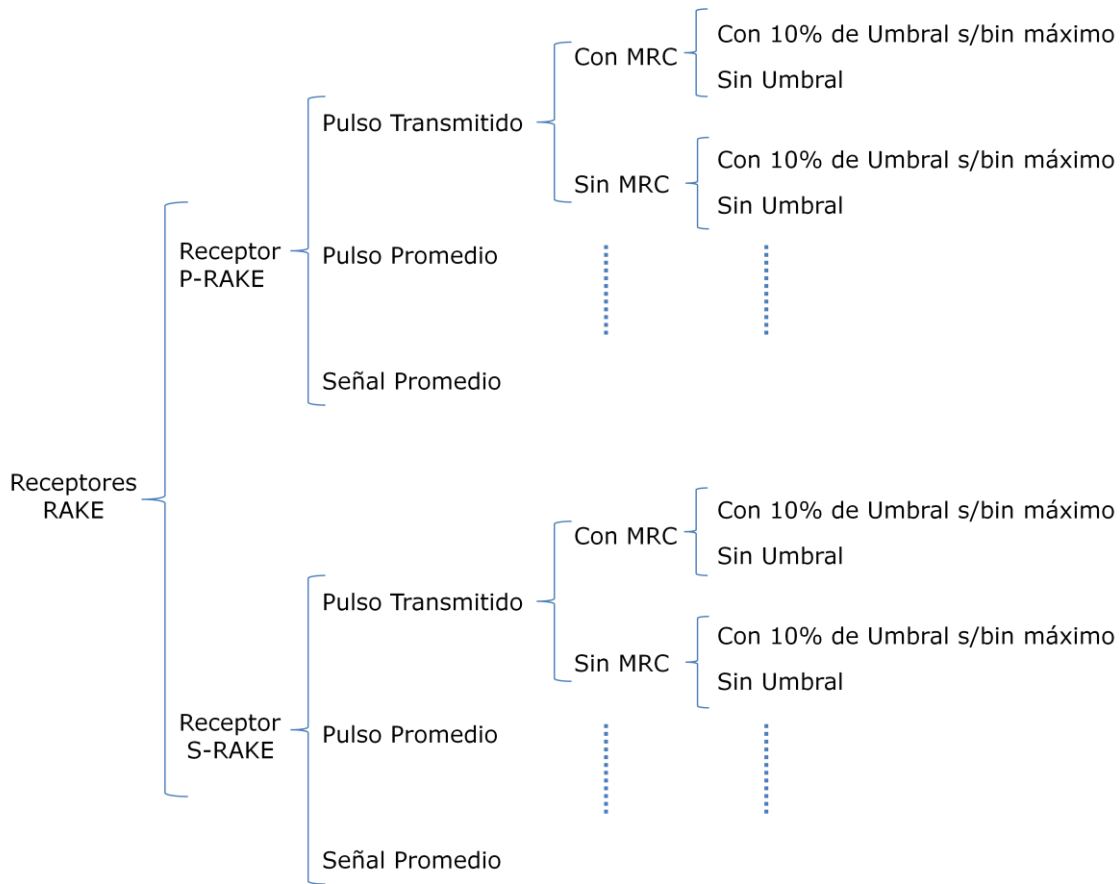 Receptores
RAKE
Receptor
P-RAKE
Pulso Transmitido
Con MRC
Con 10% de Umbral s/bin máximo
Sin Umbral
Sin MRC
Con 10% de Umbral s/bin máximo
Sin Umbral
Pulso Promedio
Señal Promedio
Receptor
S-RAKE
Pulso Transmitido
Con MRC
Con 10% de Umbral s/bin máximo
Sin Umbral
Sin MRC
Con 10% de Umbral s/bin máximo
Sin Umbral
Pulso Promedio
Señal Promedio